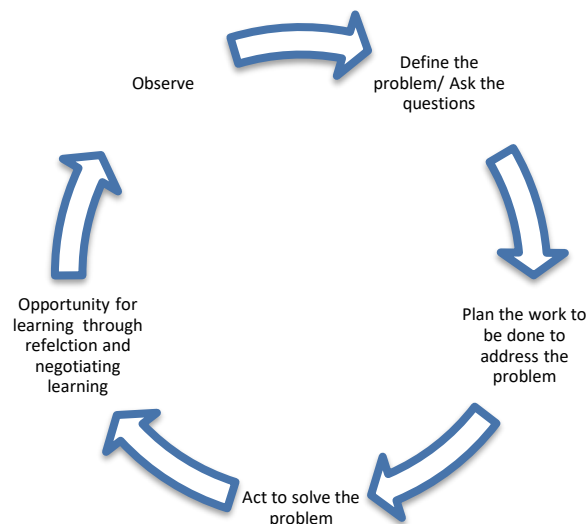 Observe
Define the
problem/ Ask the
questions
Plan the work to
be done to
address the
problem
Act to solve the
problem
Opportunity for
learning through
refelction and
negotiating
learning